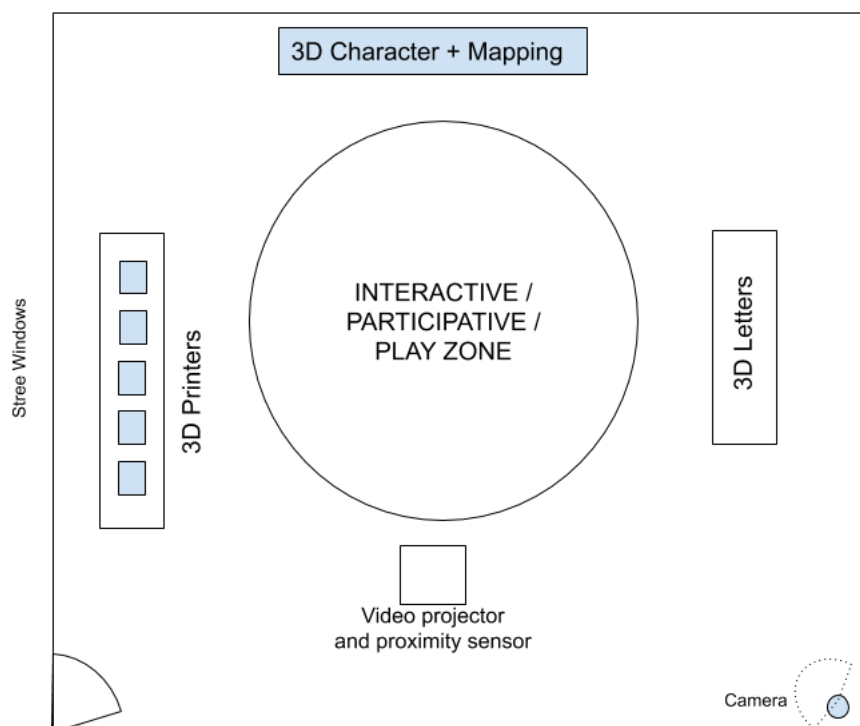 3D Character + Mapping
INTERACTIVE /
PARTICIPATIVE /
PLAY ZONE
Stree Windows
3D Printers
3D Letters
Video projector
and proximity sensor
Camera